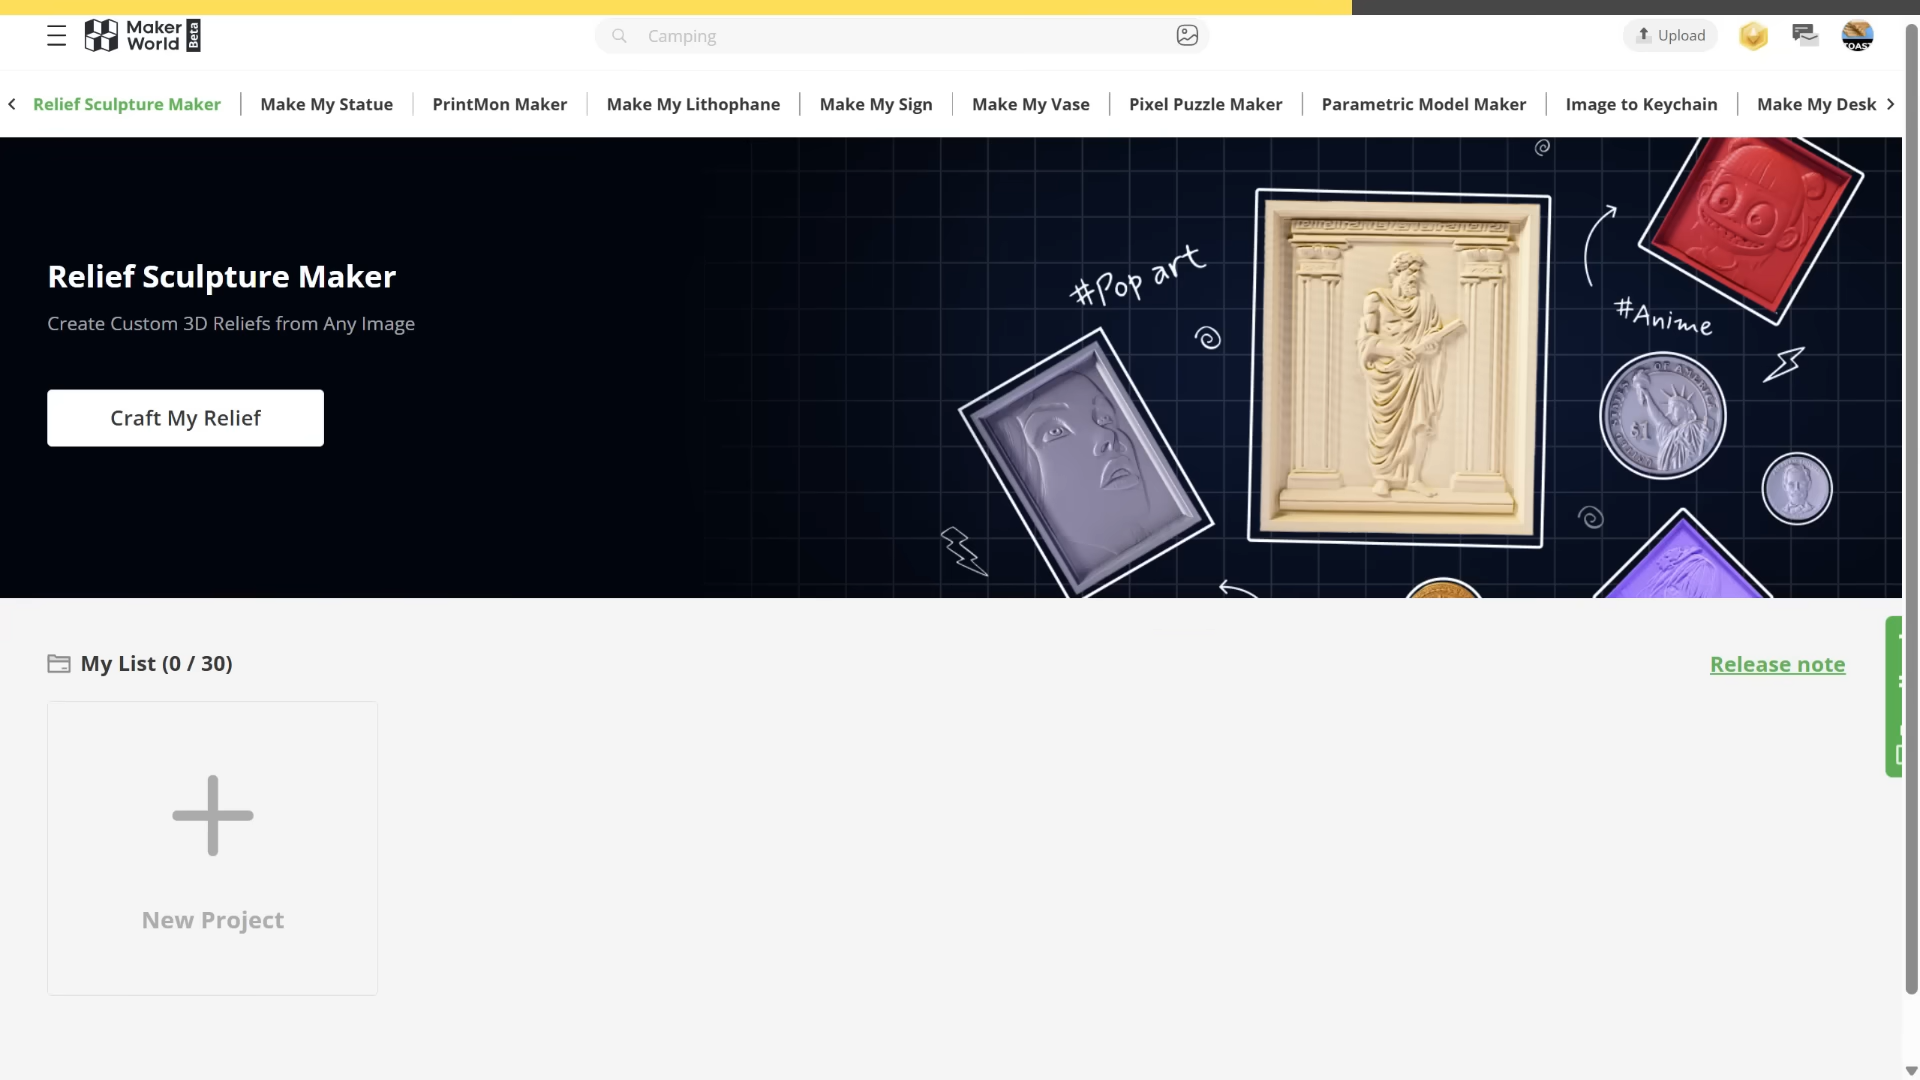 Maker
World Beta
Camping
Upload
Relief Sculpture Maker
Make My Statue
PrintMon Maker
Make My Lithophane
Make My Sign
Make My Vase
Pixel Puzzle Maker
Parametric Model Maker
Image to Keychain
Make My Desk
Relief Sculpture Maker
Create Custom 3D Reliefs from Any Image
Craft My Relief
#Pop art
#Anime
$1
My List (0 / 30)
Release note
New Project